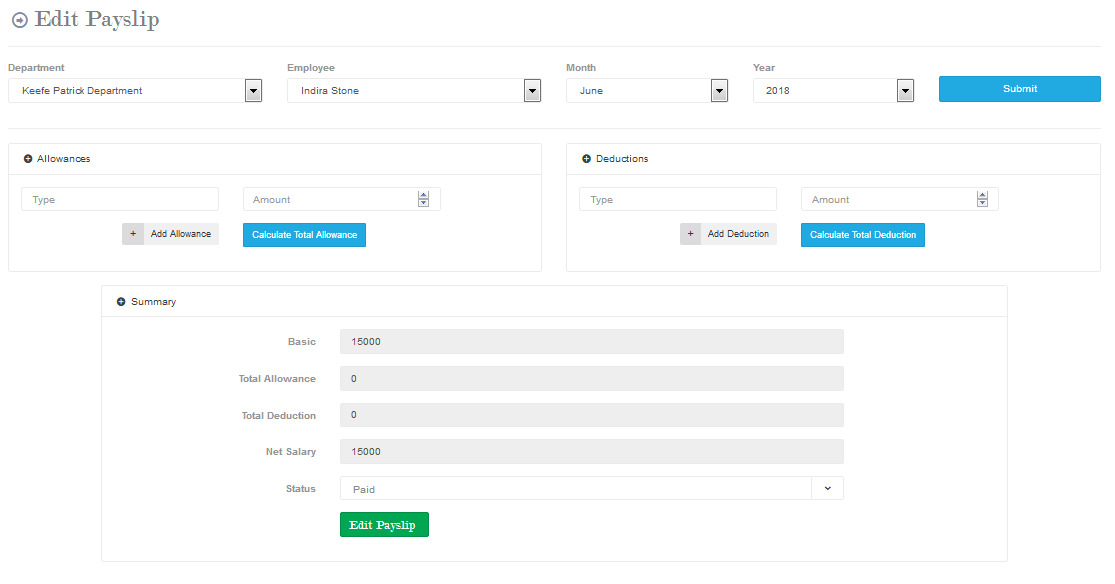 Edit Payslip
Department Employee Month Year
Keefe Patrick Department Indira Stone June 2018 Submit
Allowances Deductions
Type Amount Type Amount
+ Add Allowance Calculate Total Allowance + Add Deduction Calculate Total Deduction
Summary
Basic 15000
Total Allowance 0
Total Deduction 0
Net Salary 15000
Status Paid
Edit Payslip